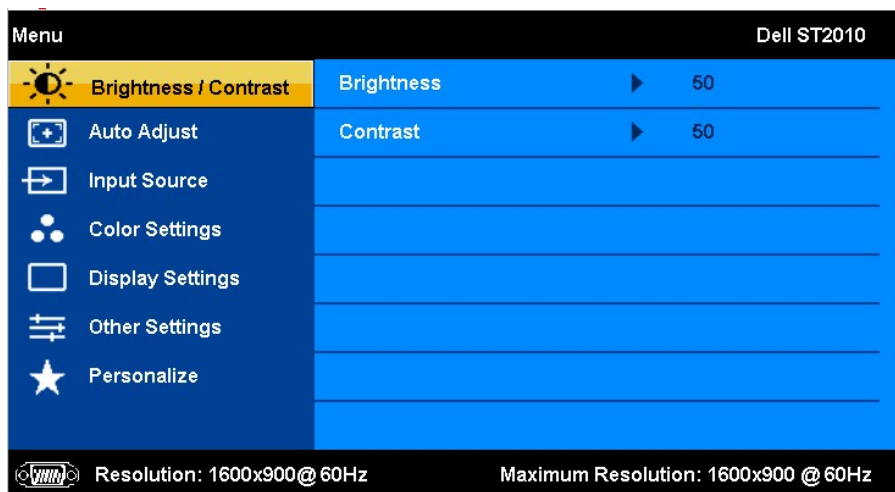 Menu Dell ST2010
Brightness / Contrast Brightness 50
Auto Adjust Contrast 50
Input Source
Color Settings
Display Settings
Other Settings
Personalize
Resolution: 1600x900@ 60Hz Maximum Resolution: 1600x900 @ 60Hz